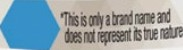 "This is only a brand name and
does not represent its true nature